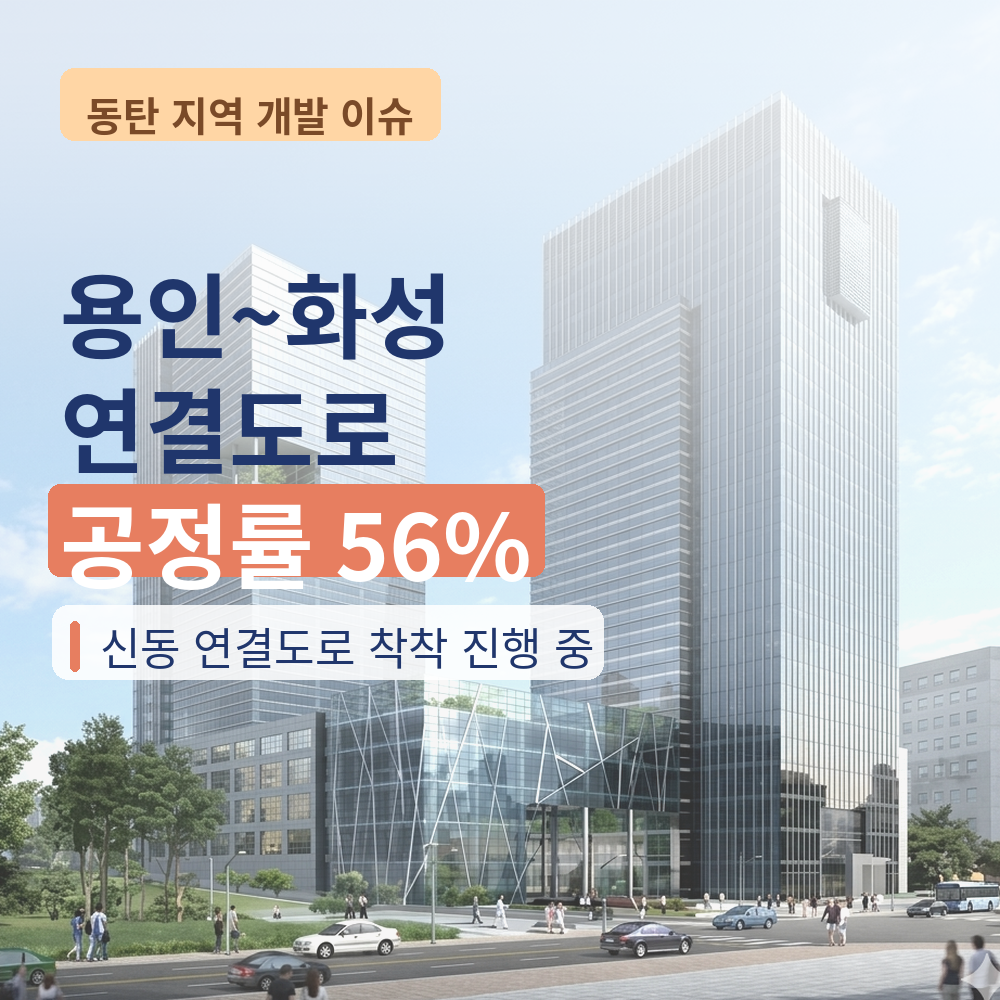 동탄 지역 개발 이슈
용인~화성
연결도로
공정률 56%
신동 연결도로 착착 진행 중